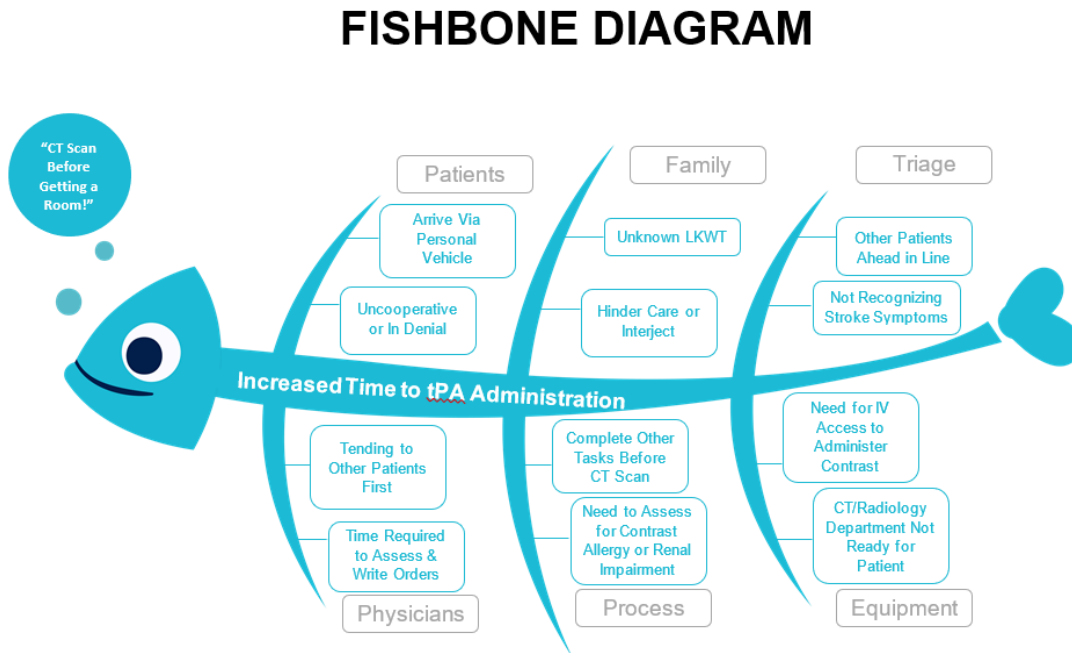 FISHBONE DIAGRAM
“CT Scan
Before
Getting a
Room!”
Patients
Arrive Via
Personal
Vehicle
Uncooperative
or In Denial
Family
Unknown LKWT
Hinder Care or
Interject
Triage
Other Patients
Ahead in Line
Not Recognizing
Stroke Symptoms
Increased Time to tPA Administration
Tending to
Other Patients
First
Time Required
to Assess &
Write Orders
Physicians
Complete Other
Tasks Before
CT Scan
Need to Assess
for Contrast
Allergy or Renal
Impairment
Process
Need for IV
Access to
Administer
Contrast
CT/Radiology
Department Not
Ready for
Patient
Equipment